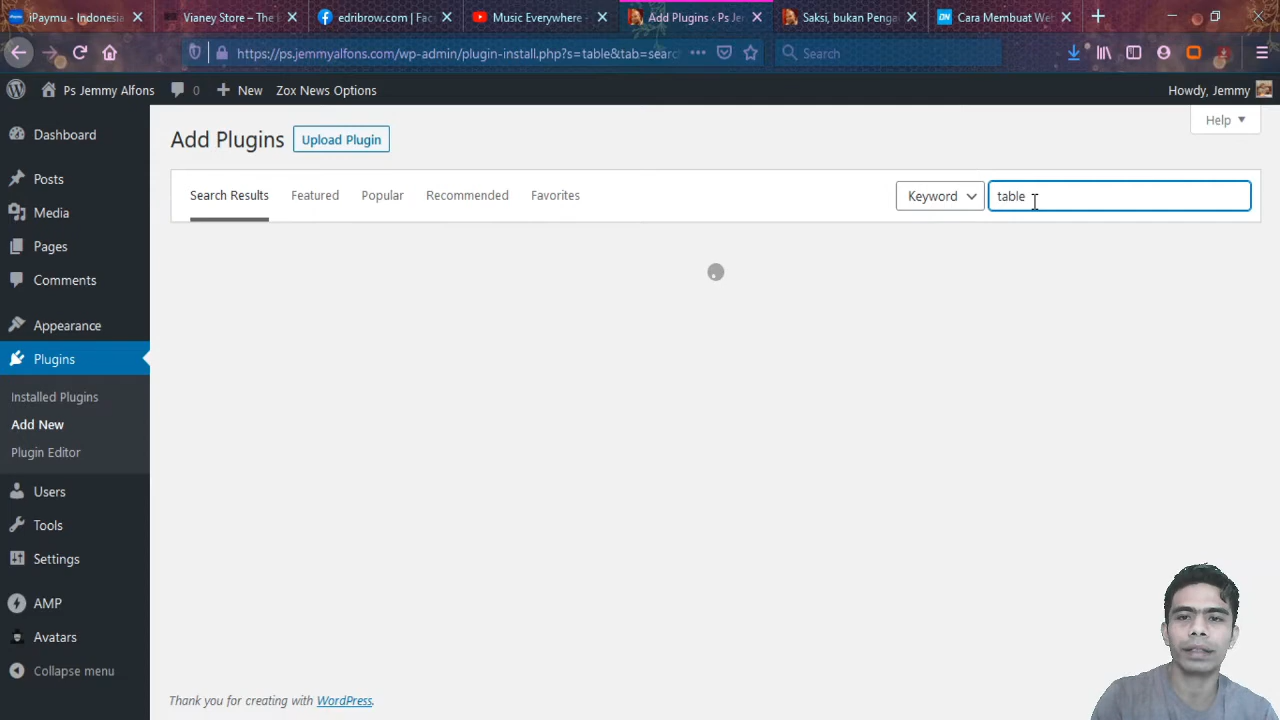 iPaymu - Indonesia
Vianey Store – The
edribrow.com | Fac
Music Everywhere -
Add Plugins ‹ Ps Je
Saksi, bukan Penga
Cara Membuat We
https://ps.jemmyalfons.com/wp-admin/plugin-install.php?s=table&tab=searc
Search
Ps Jemmy Alfons
0
New
Zox News Options
Howdy, Jemmy
Dashboard
Posts
Media
Pages
Comments
Appearance
Plugins
Installed Plugins
Add New
Plugin Editor
Users
Tools
Settings
AMP
Avatars
Collapse menu
Help
Add Plugins
Upload Plugin
Search Results
Featured
Popular
Recommended
Favorites
Keyword
table
Thank you for creating with WordPress.